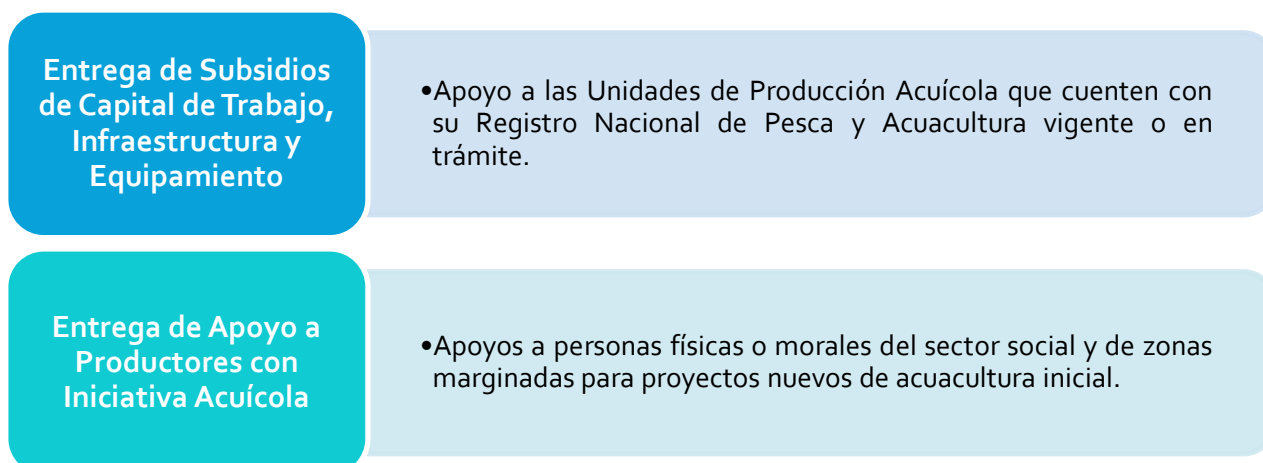 Entrega de Subsidios
de Capital de Trabajo,
Infraestructura y
Equipamiento
•Apoyo a las Unidades de Producción Acuícola que cuenten con
su Registro Nacional de Pesca y Acuacultura vigente o en
trámite.
Entrega de Apoyo a
Productores con
Iniciativa Acuícola
•Apoyos a personas físicas o morales del sector social y de zonas
marginadas para proyectos nuevos de acuacultura inicial.